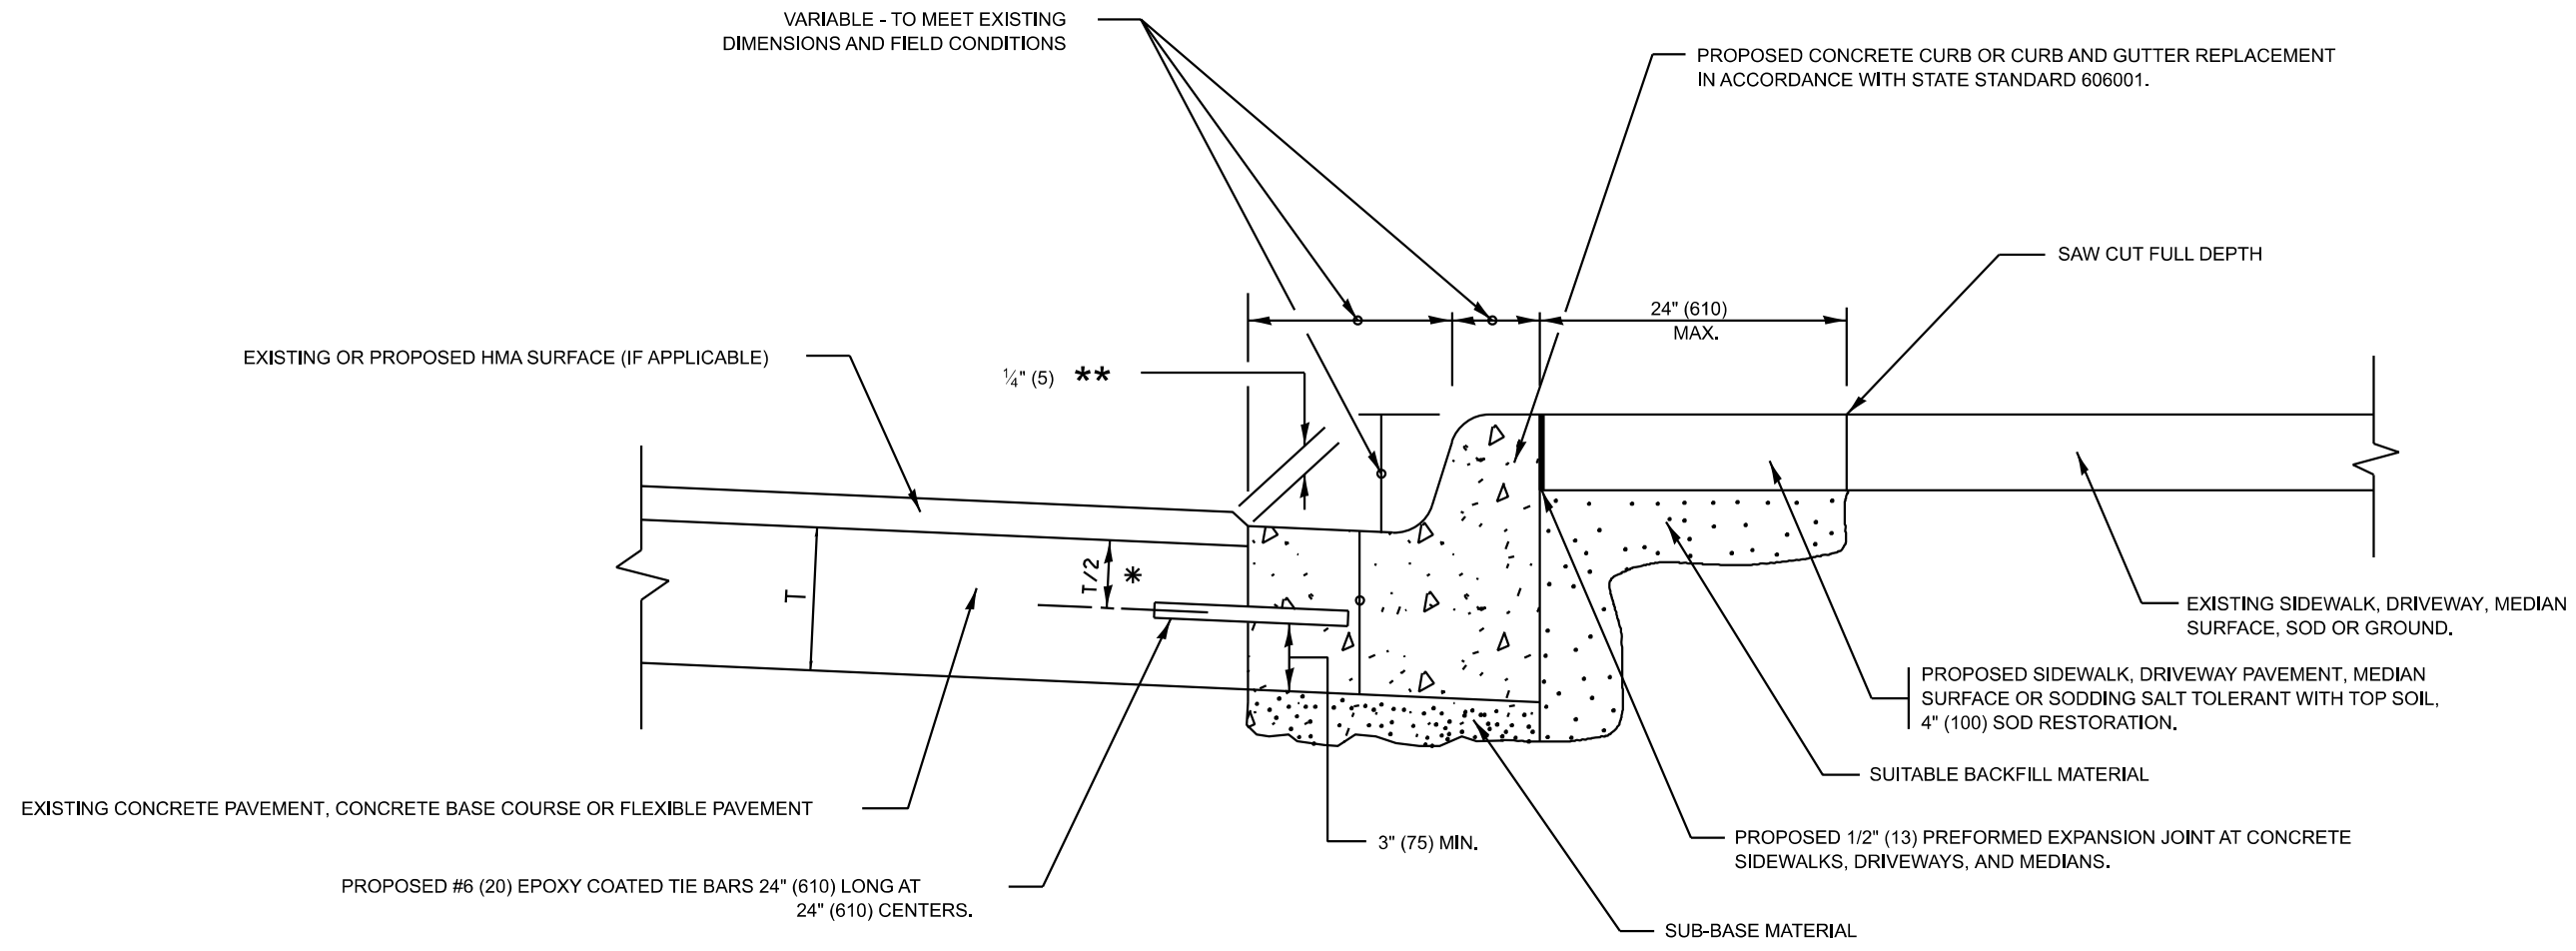 VARIABLE - TO MEET EXISTING
DIMENSIONS AND FIELD CONDITIONS
PROPOSED CONCRETE CURB OR CURB AND GUTTER REPLACEMENT
IN ACCORDANCE WITH STATE STANDARD 606001.
SAW CUT FULL DEPTH
24" (610)
MAX.
EXISTING OR PROPOSED HMA SURFACE (IF APPLICABLE)
¼" (5) **
T
T/2 *
EXISTING SIDEWALK, DRIVEWAY, MEDIAN
SURFACE, SOD OR GROUND.
PROPOSED SIDEWALK, DRIVEWAY PAVEMENT, MEDIAN
SURFACE OR SODDING SALT TOLERANT WITH TOP SOIL,
4" (100) SOD RESTORATION.
SUITABLE BACKFILL MATERIAL
EXISTING CONCRETE PAVEMENT, CONCRETE BASE COURSE OR FLEXIBLE PAVEMENT
3" (75) MIN.
PROPOSED 1/2" (13) PREFORMED EXPANSION JOINT AT CONCRETE
SIDEWALKS, DRIVEWAYS, AND MEDIANS.
PROPOSED #6 (20) EPOXY COATED TIE BARS 24" (610) LONG AT
24" (610) CENTERS.
SUB-BASE MATERIAL